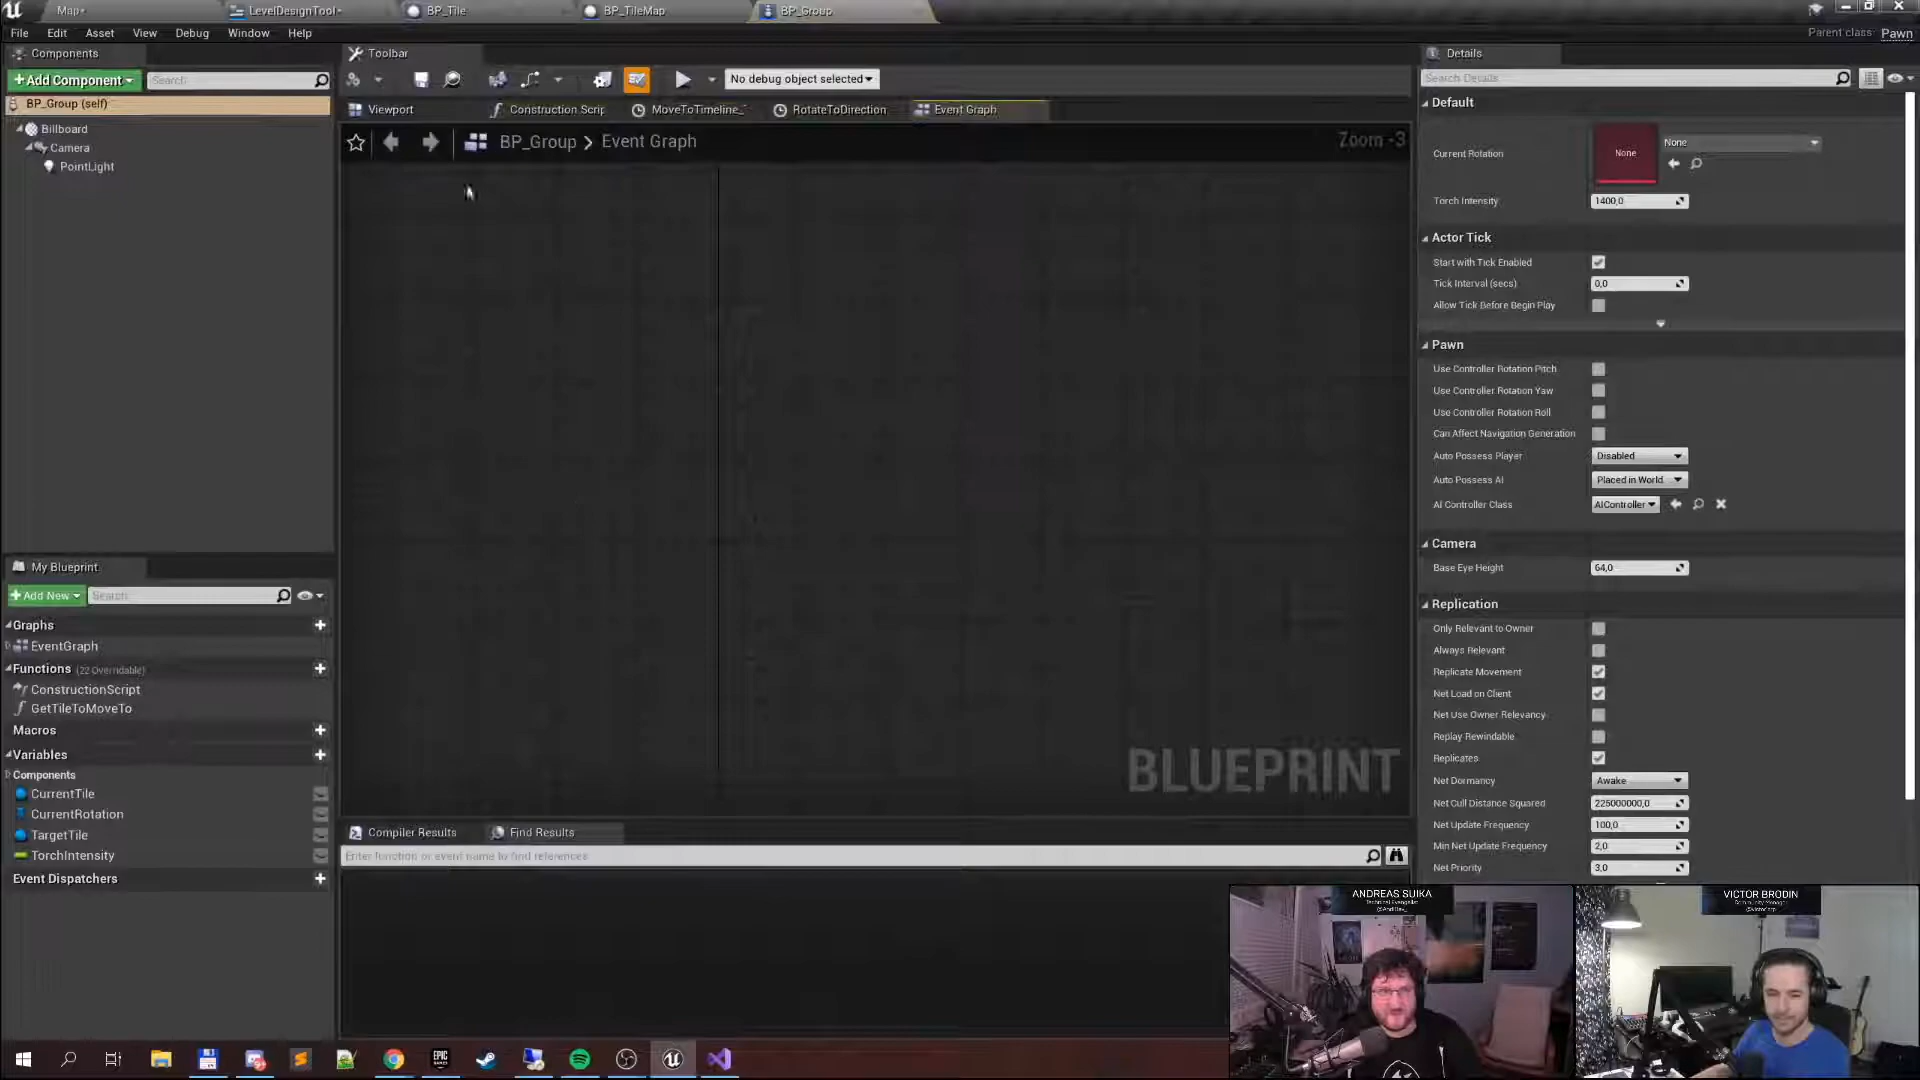 Map*
LevelDesignTool*
BP_Tile
BP_TileMap
BP_Group
File Edit Asset View Debug Window Help
Parent class: Pawn
Components
Toolbar
Details
+Add Component
Search
No debug object selected
Search Details
BP_Group (self)
Billboard
Camera
PointLight
Viewport
Construction Scrip
MoveToTimeline_
RotateToDirection
Event Graph
BP_Group > Event Graph
Zoom -3
BLUEPRINT
Default
Current Rotation
None
None
Torch Intensity
1400,0
Actor Tick
Start with Tick Enabled
Tick Interval (secs)
0,0
Allow Tick Before Begin Play
Pawn
Use Controller Rotation Pitch
Use Controller Rotation Yaw
Use Controller Rotation Roll
Can Affect Navigation Generation
Auto Possess Player
Disabled
Auto Possess AI
Placed in World
AI Controller Class
AIController
Camera
Base Eye Height
64,0
Replication
Only Relevant to Owner
Always Relevant
Replicate Movement
Net Load on Client
Net Use Owner Relevancy
Replay Rewindable
Replicates
Net Dormancy
Awake
Net Cull Distance Squared
225000000,0
Net Update Frequency
100,0
Min Net Update Frequency
2,0
Net Priority
3,0
My Blueprint
+Add New
Search
Graphs
EventGraph
Functions (22 Overridable)
ConstructionScript
GetTileToMoveTo
Macros
Variables
Components
CurrentTile
CurrentRotation
TargetTile
TorchIntensity
Event Dispatchers
Compiler Results
Find Results
Enter function or event name to find references
ANDREAS SUIKA
Technical Evangelist
VICTOR BRODIN
Community Manager
EPIC